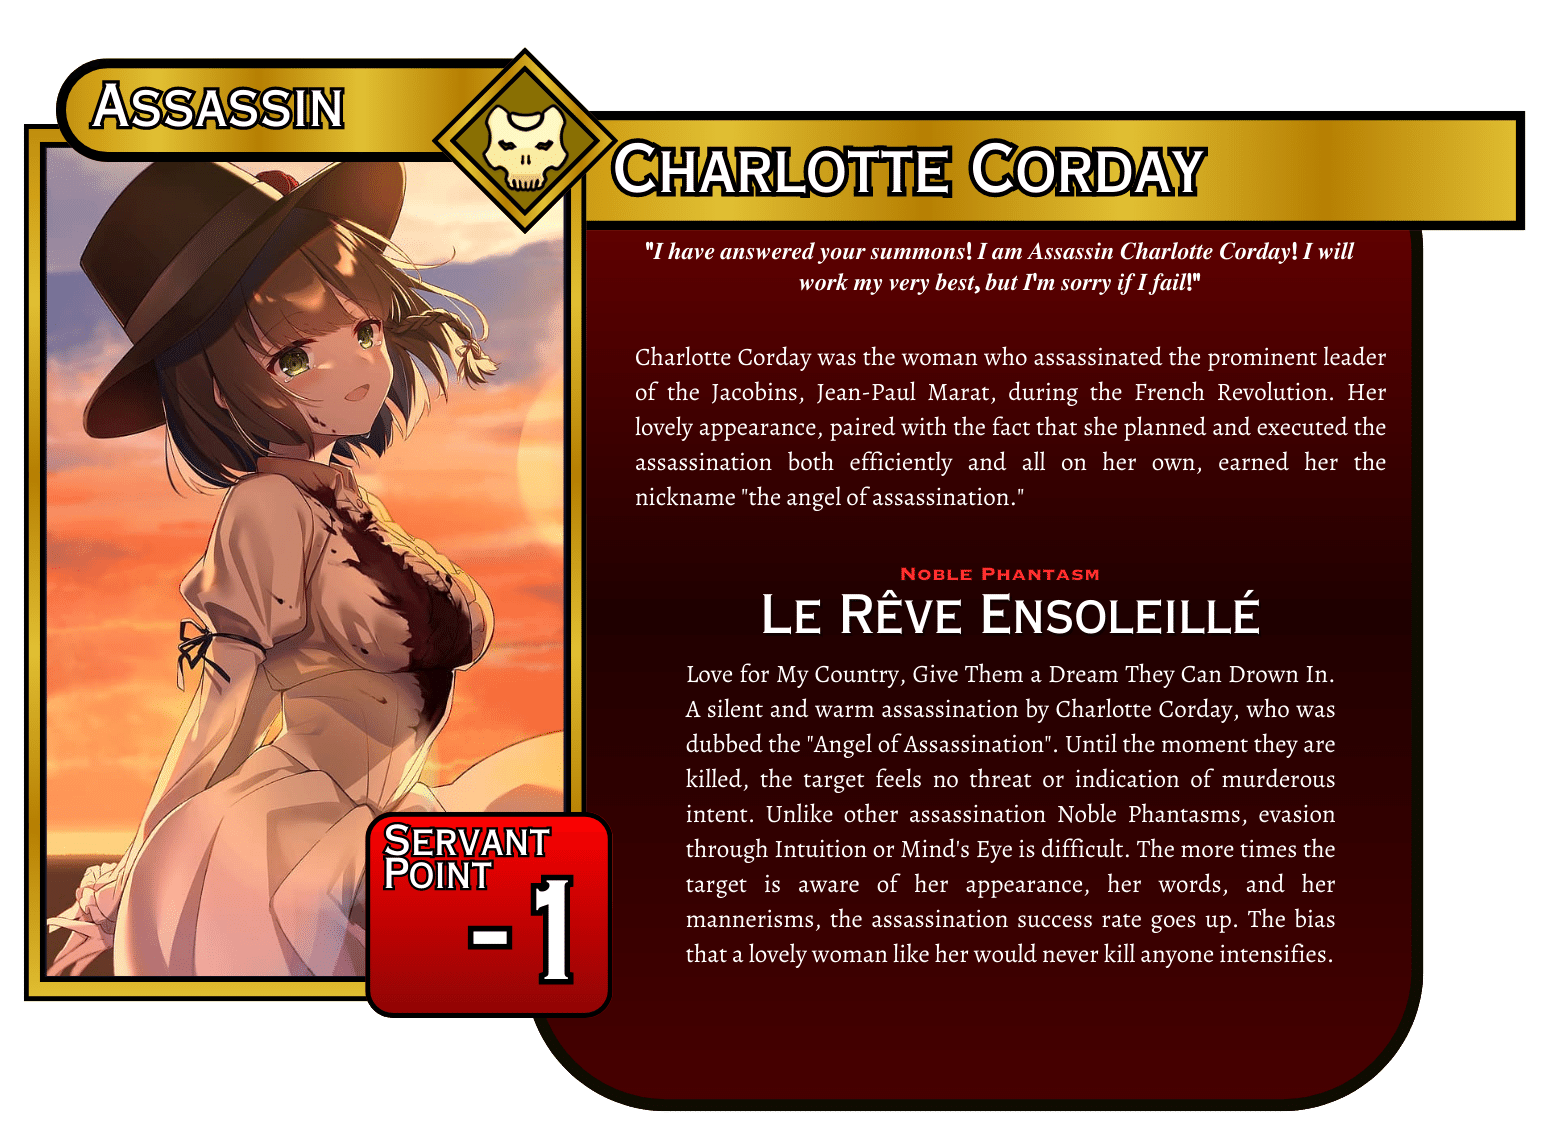 Assassin
Charlotte Corday
"I have answered your summons! I am Assassin Charlotte Corday! I will
work my very best, but I'm sorry if I fail!"
Charlotte Corday was the woman who assassinated the prominent leader
of the Jacobins, Jean-Paul Marat, during the French Revolution. Her
lovely appearance, paired with the fact that she planned and executed the
assassination both efficiently and all on her own, earned her the
nickname "the angel of assassination."
Noble Phantasm
Le Rêve Ensoleillé
Love for My Country, Give Them a Dream They Can Drown In.
A silent and warm assassination by Charlotte Corday, who was
dubbed the "Angel of Assassination". Until the moment they are
killed, the target feels no threat or indication of murderous
intent. Unlike other assassination Noble Phantasms, evasion
through Intuition or Mind's Eye is difficult. The more times the
target is aware of her appearance, her words, and her
mannerisms, the assassination success rate goes up. The bias
that a lovely woman like her would never kill anyone intensifies.
Servant
Point
-1